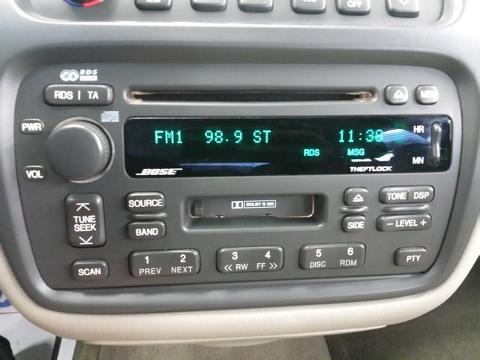 RDS
RDS | TA
MSG
PWR
FM1 98.9 ST 11:38
HR
RDS MSG
MN
BOSE
THEFTLOCK
VOL
SOURCE
DOLBY B NR
TONE DSP
TUNE
SEEK
BAND
SIDE
- LEVEL +
SCAN
1 2
PREV NEXT
3 4
<< RW FF >>
5 6
DISC RDM
PTY
OFF